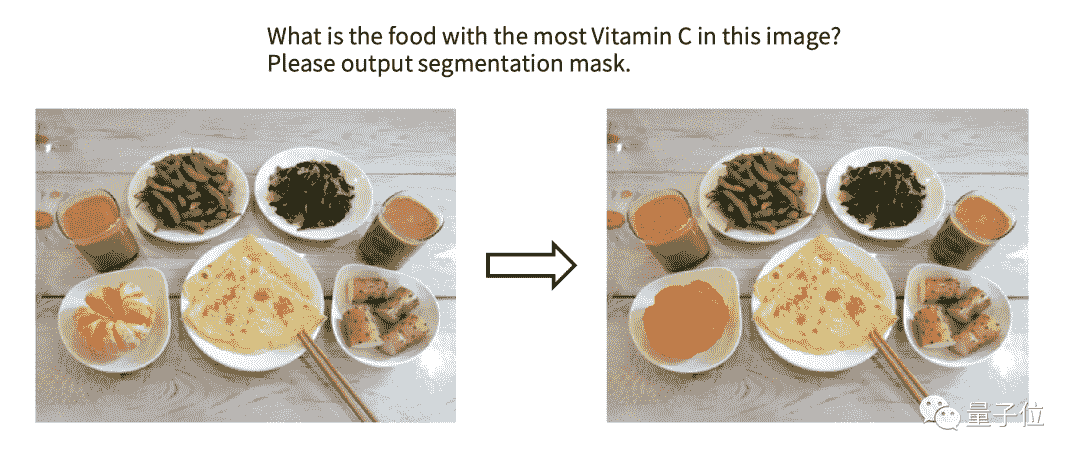 What is the food with the most Vitamin C in this image?
Please output segmentation mask.
量子位